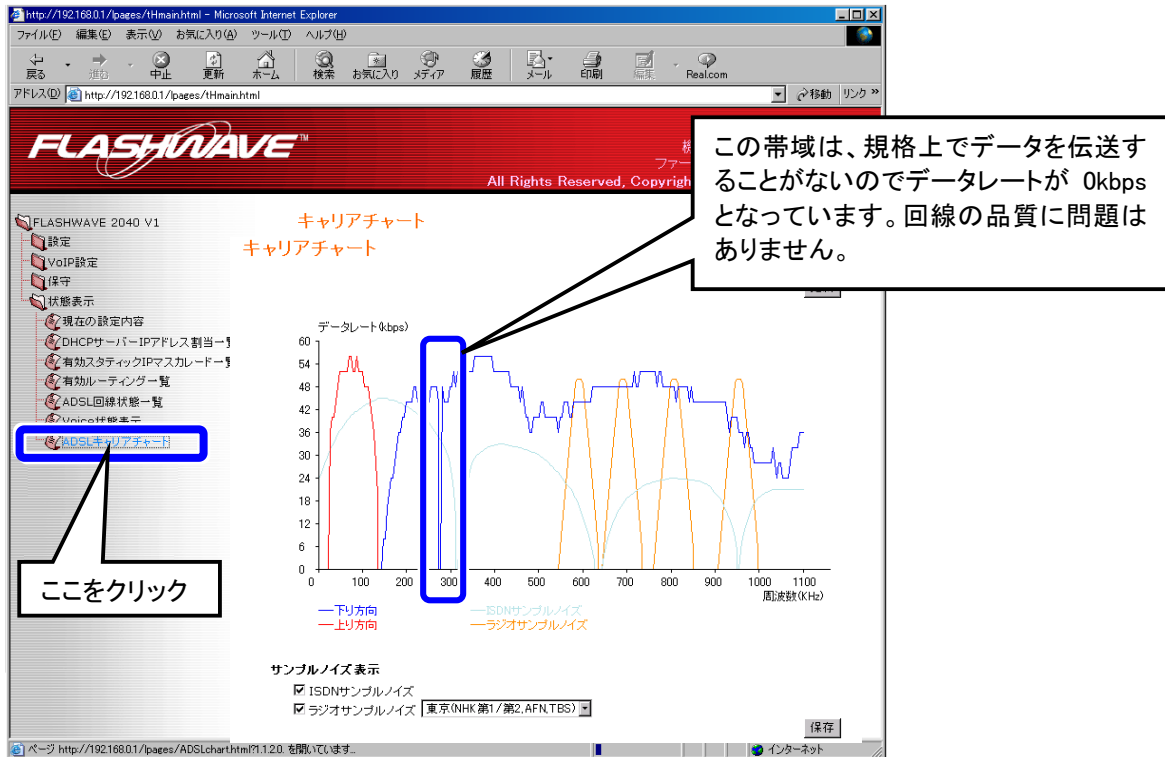 http://192.168.0.1/lpages/tHmain.html - Microsoft Internet Explorer
ファイル(F) 編集(E) 表示(V) お気に入り(A) ツール(T) ヘルプ(H)
戻る 進む 中止 更新 ホーム 検索 お気に入り メディア 履歴 メール 印刷 編集 Real.com
アドレス(D) http://192.168.0.1/lpages/tHmain.html 移動 リンク »
FLASHWAVE™
All Rights Reserved, Copyrigh
この帯域は、規格上でデータを伝送す
ることがないのでデータレートが 0kbps
となっています。回線の品質に問題は
ありません。
FLASHWAVE 2040 V1
設定
VoIP設定
保守
状態表示
現在の設定内容
DHCPサーバーIPアドレス割当一覧
有効スタティックIPマスカレード一覧
有効ルーティング一覧
ADSL回線状態一覧
Voice状態表示
ADSLキャリアチャート
ここをクリック
キャリアチャート
キャリアチャート
データレート(kbps)
60
54
48
42
36
30
24
18
12
6
0
0 100 200 300 400 500 600 700 800 900 1000 1100
周波数(KHz)
下り方向 ISDNサンプルノイズ
上り方向 ラジオサンプルノイズ
サンプルノイズ表示
ISDNサンプルノイズ
ラジオサンプルノイズ 東京(NHK第1/第2,AFN,TBS)
保存
ページ http://192.168.0.1/lpages/ADSLchart.html?1.1.2.0. を開いています...
インターネット